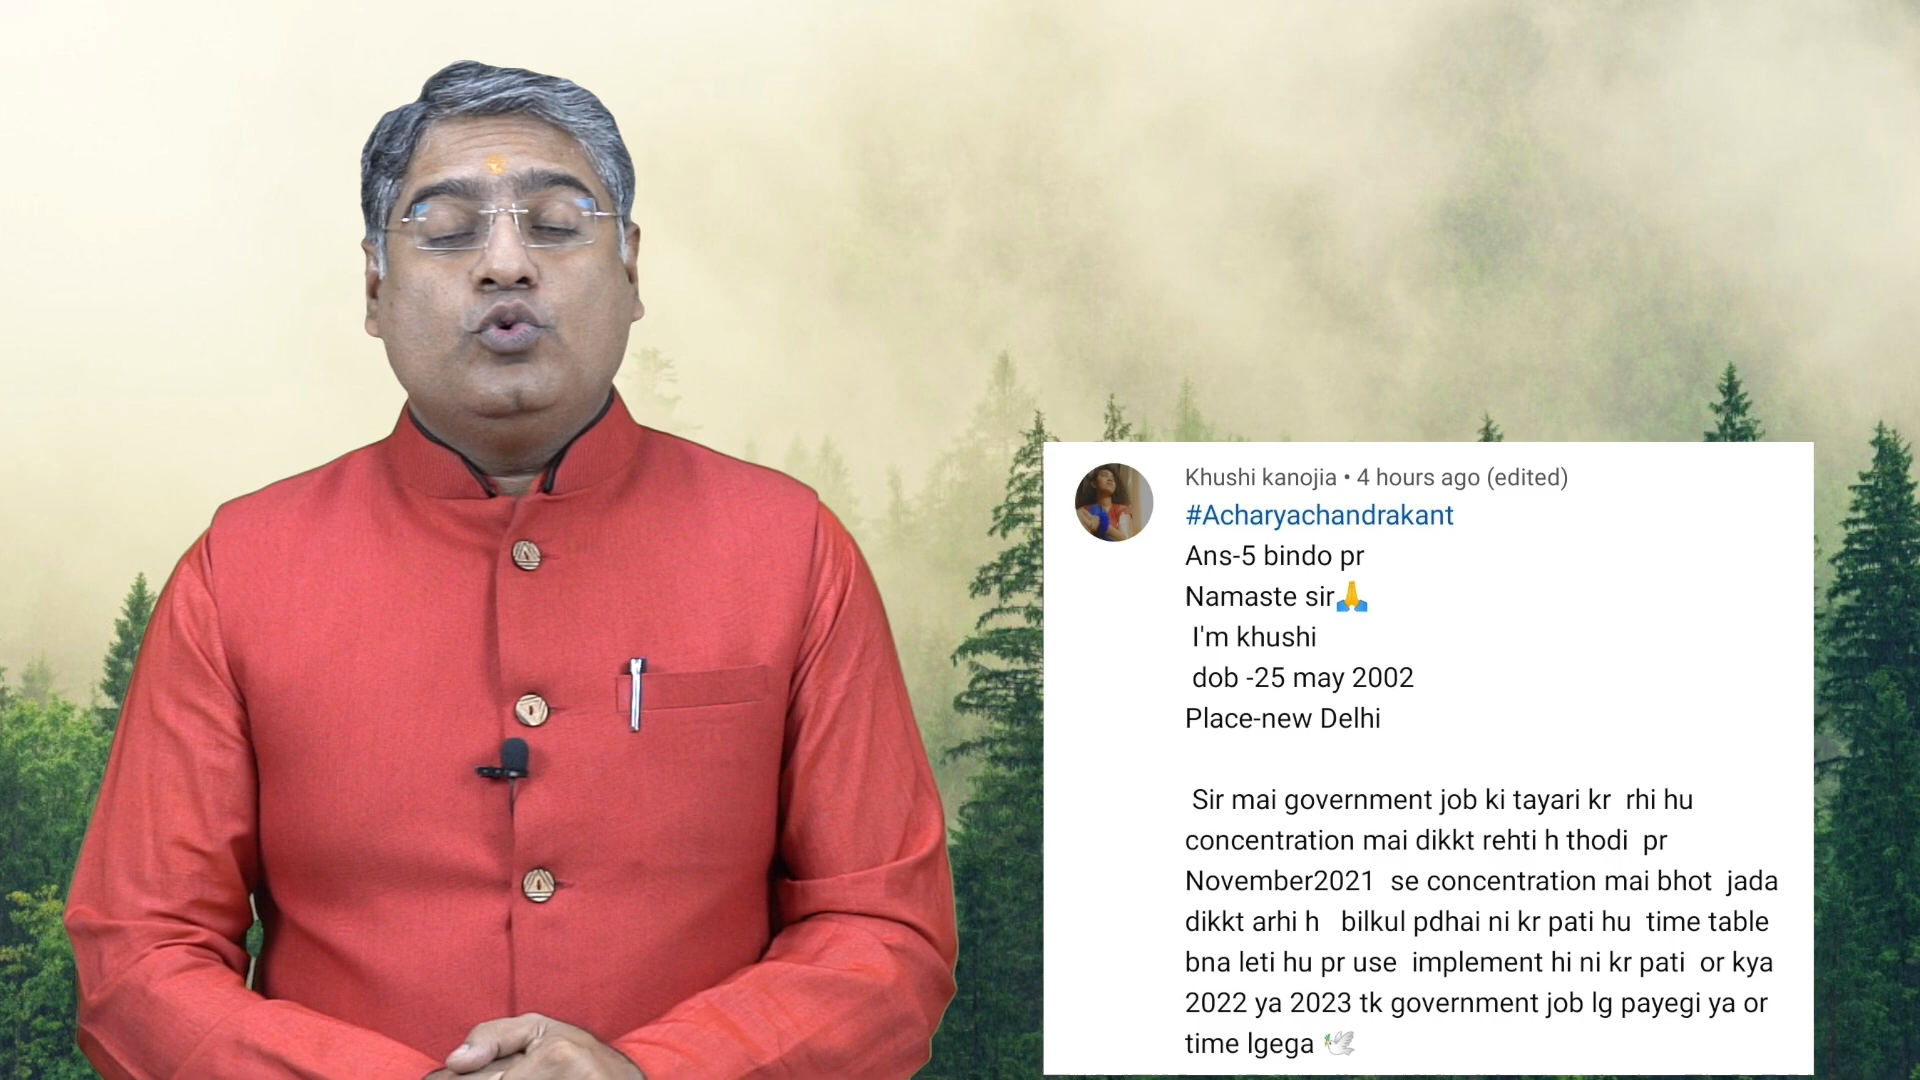 Khushi kanojia • 4 hours ago (edited)
#Acharyachandrakant
Ans-5 bindo pr
Namaste sir🙏
I'm khushi
dob -25 may 2002
Place-new Delhi
Sir mai government job ki tayari kr rhi hu
concentration mai dikkt rehti h thodi pr
November2021 se concentration mai bhot jada
dikkt arhi h bilkul pdhai ni kr pati hu time table
bna leti hu pr use implement hi ni kr pati or kya
2022 ya 2023 tk government job lg payegi ya or
time lgega 🕊️